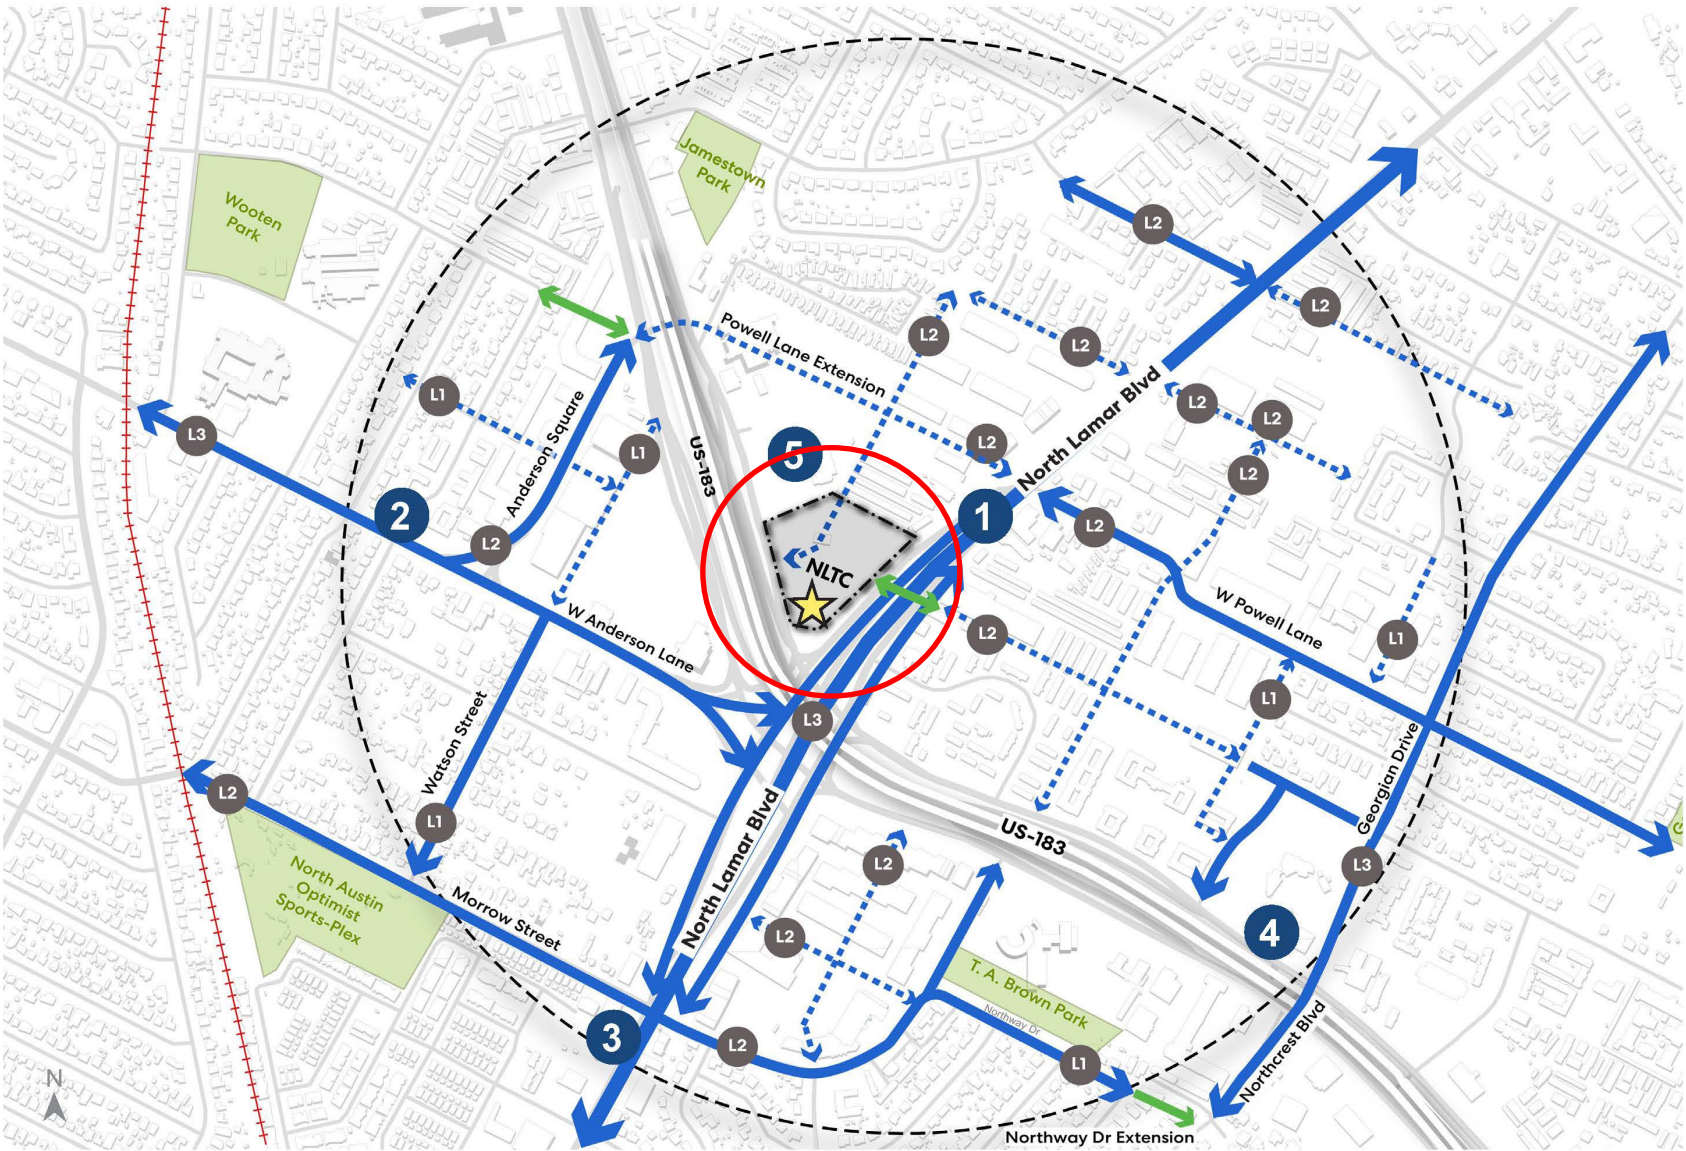 Jamestown
Park
Wooten
Park
L2
L2
L2
L2
Powell Lane Extension
L1
L2
L2
North Lamar Blvd
L3
Anderson Square
L1
US-183
5
L2
L2
2
1
L2
L2
NLTC
W Powell Lane
L1
W Anderson Lane
L2
L1
Watson Street
L3
Georgian Drive
L2
L1
North Lamar Blvd
US-183
L2
L3
North Austin
Optimist
Sports-Plex
Morrow Street
L2
4
T. A. Brown Park
Northway Dr
3
L2
L1
Northcrest Blvd
N
Northway Dr Extension
G